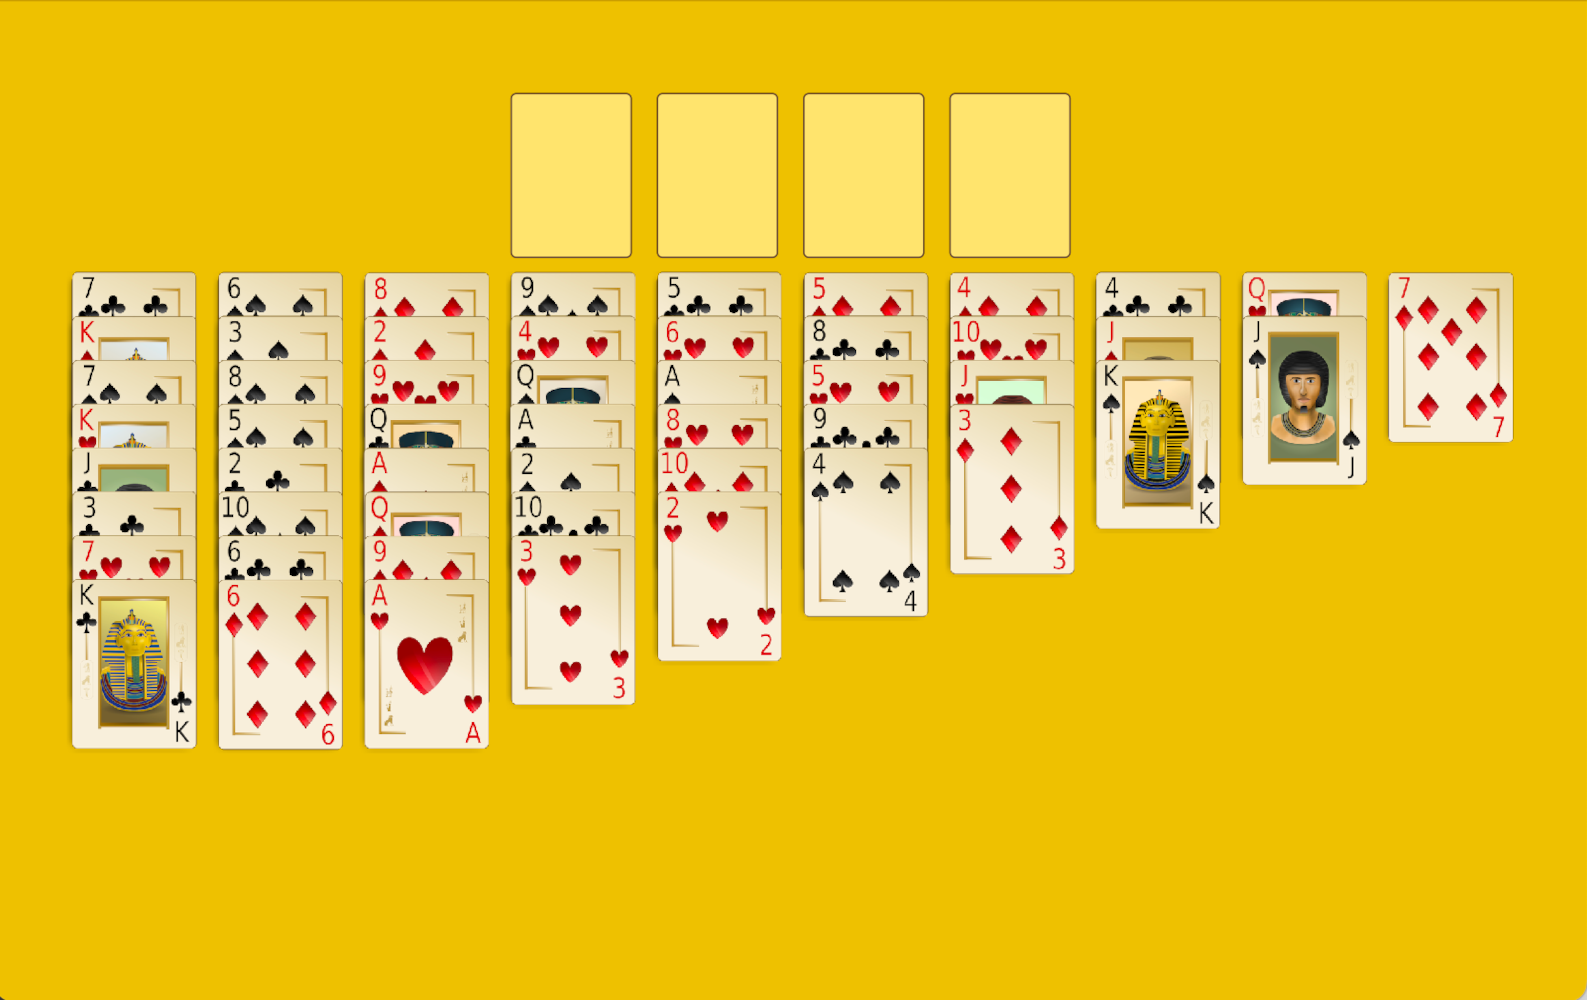 7 6 8 9 5 5 4 4 Q 7
K 3 2 4 6 8 10 J J
7 8 9 Q A 5 J K
K 5 Q A 8 9 3
J 2 A 2 10 4
3 10 Q 10 2
7 6 9 3
K 6 A
7
J
K
3
4
2
3
K 6 A